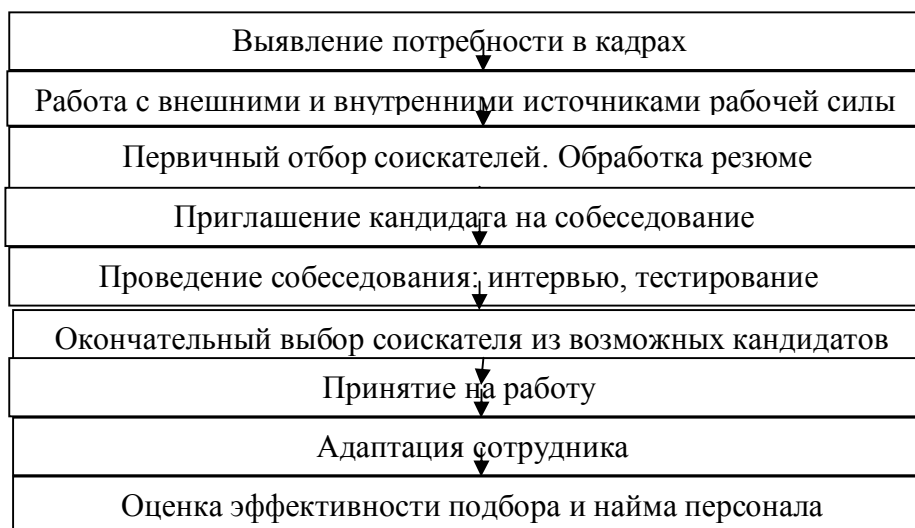 Выявление потребности в кадрах
Работа с внешними и внутренними источниками рабочей силы
Первичный отбор соискателей. Обработка резюме
Приглашение кандидата на собеседование
Проведение собеседования: интервью, тестирование
Окончательный выбор соискателя из возможных кандидатов
Принятие на работу
Адаптация сотрудника
Оценка эффективности подбора и найма персонала